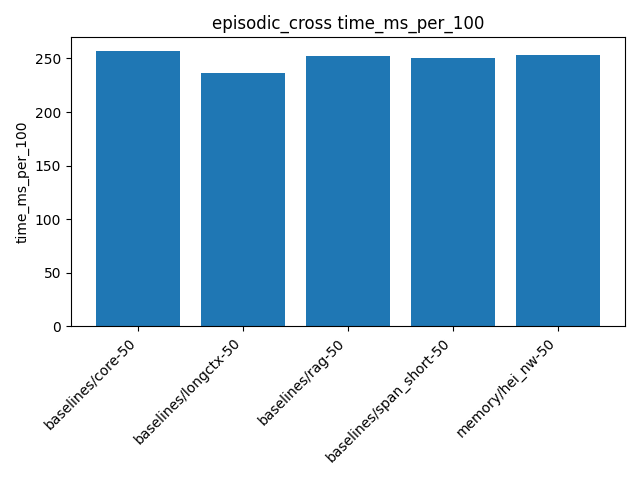 episodic_cross time_ms_per_100
time_ms_per_100
250
200
150
100
50
0
baselines/core-50
baselines/longctx-50
baselines/rag-50
baselines/span_short-50
memory/hei_nw-50